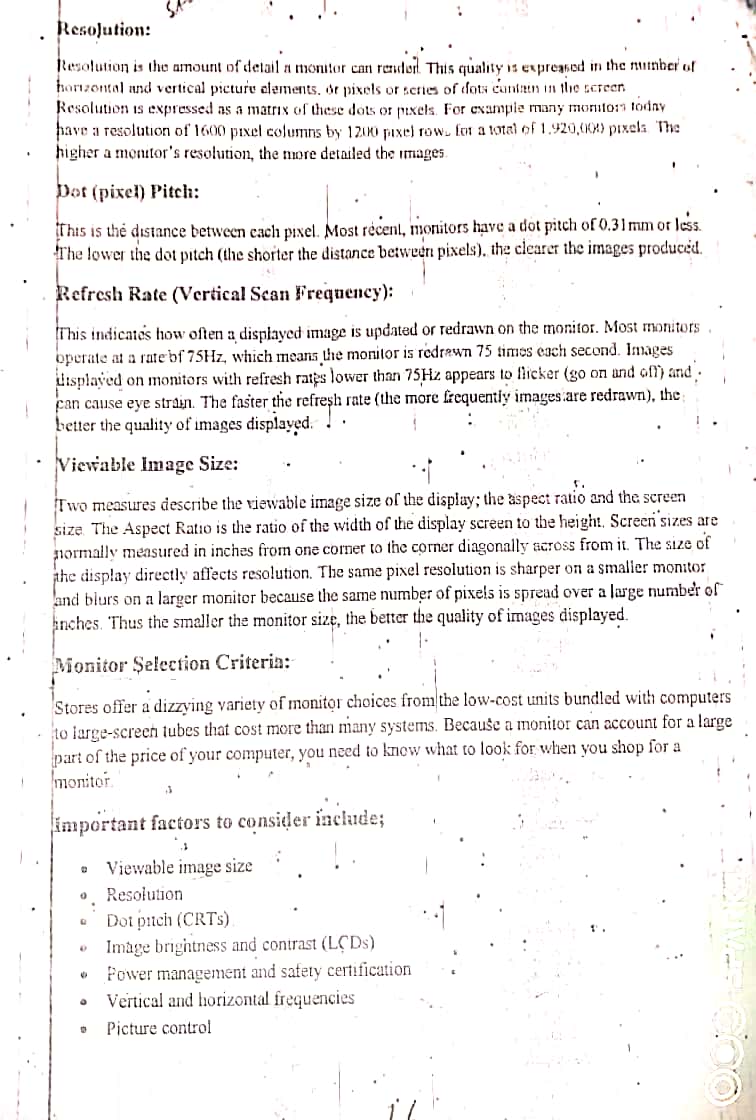 Resolution:
Resolution is the amount of detail a monitor can render. This quality is expressed in the number of
horizontal and vertical picture elements, or pixels or series of dots contain in the screen.
Resolution is expressed as a matrix of these dots or pixels. For example many monitors today
have a resolution of 1600 pixel columns by 1200 pixel rows for a total of 1,920,000 pixels. The
higher a monitor's resolution, the more detailed the images.
Dot (pixel) Pitch:
This is the distance between each pixel. Most recent, monitors have a dot pitch of 0.31mm or less.
The lower the dot pitch (the shorter the distance between pixels), the clearer the images produced.
Refresh Rate (Vertical Scan Frequency):
This indicates how often a displayed image is updated or redrawn on the monitor. Most monitors
operate at a rate of 75Hz, which means the monitor is redrawn 75 times each second. Images
displayed on monitors with refresh rates lower than 75Hz appears to flicker (go on and off) and
can cause eye strain. The faster the refresh rate (the more frequently images are redrawn), the
better the quality of images displayed.
Viewable Image Size:
Two measures describe the viewable image size of the display; the aspect ratio and the screen
size. The Aspect Ratio is the ratio of the width of the display screen to the height. Screen sizes are
normally measured in inches from one corner to the corner diagonally across from it. The size of
the display directly affects resolution. The same pixel resolution is sharper on a smaller monitor
and blurs on a larger monitor because the same number of pixels is spread over a large number of
inches. Thus the smaller the monitor size, the better the quality of images displayed.
Monitor Selection Criteria:
Stores offer a dizzying variety of monitor choices from the low-cost units bundled with computers
to large-screen tubes that cost more than many systems. Because a monitor can account for a large
part of the price of your computer, you need to know what to look for when you shop for a
monitor.
Important factors to consider include;
• Viewable image size
• Resolution
• Dot pitch (CRTs)
• Image brightness and contrast (LCDs)
• Power management and safety certification
• Vertical and horizontal frequencies
• Picture control